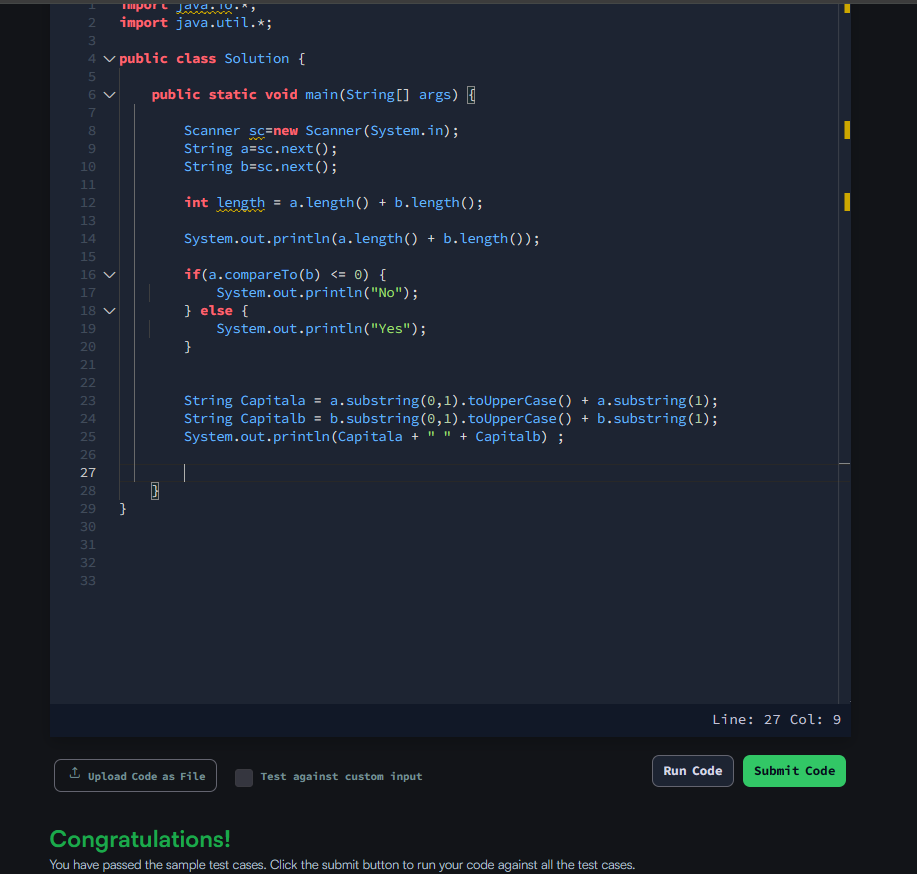 1 import java.io.*;
2 import java.util.*;
3
4 public class Solution {
5
6 public static void main(String[] args) {
7
8 Scanner sc=new Scanner(System.in);
9 String a=sc.next();
10 String b=sc.next();
11
12 int length = a.length() + b.length();
13
14 System.out.println(a.length() + b.length());
15
16 if(a.compareTo(b) <= 0) {
17 System.out.println("No");
18 } else {
19 System.out.println("Yes");
20 }
21
22
23 String Capitala = a.substring(0,1).toUpperCase() + a.substring(1);
24 String Capitalb = b.substring(0,1).toUpperCase() + b.substring(1);
25 System.out.println(Capitala + " " + Capitalb) ;
26
27
28 }
29 }
30
31
32
33
Line: 27 Col: 9
Upload Code as File
Test against custom input
Run Code
Submit Code
Congratulations!
You have passed the sample test cases. Click the submit button to run your code against all the test cases.